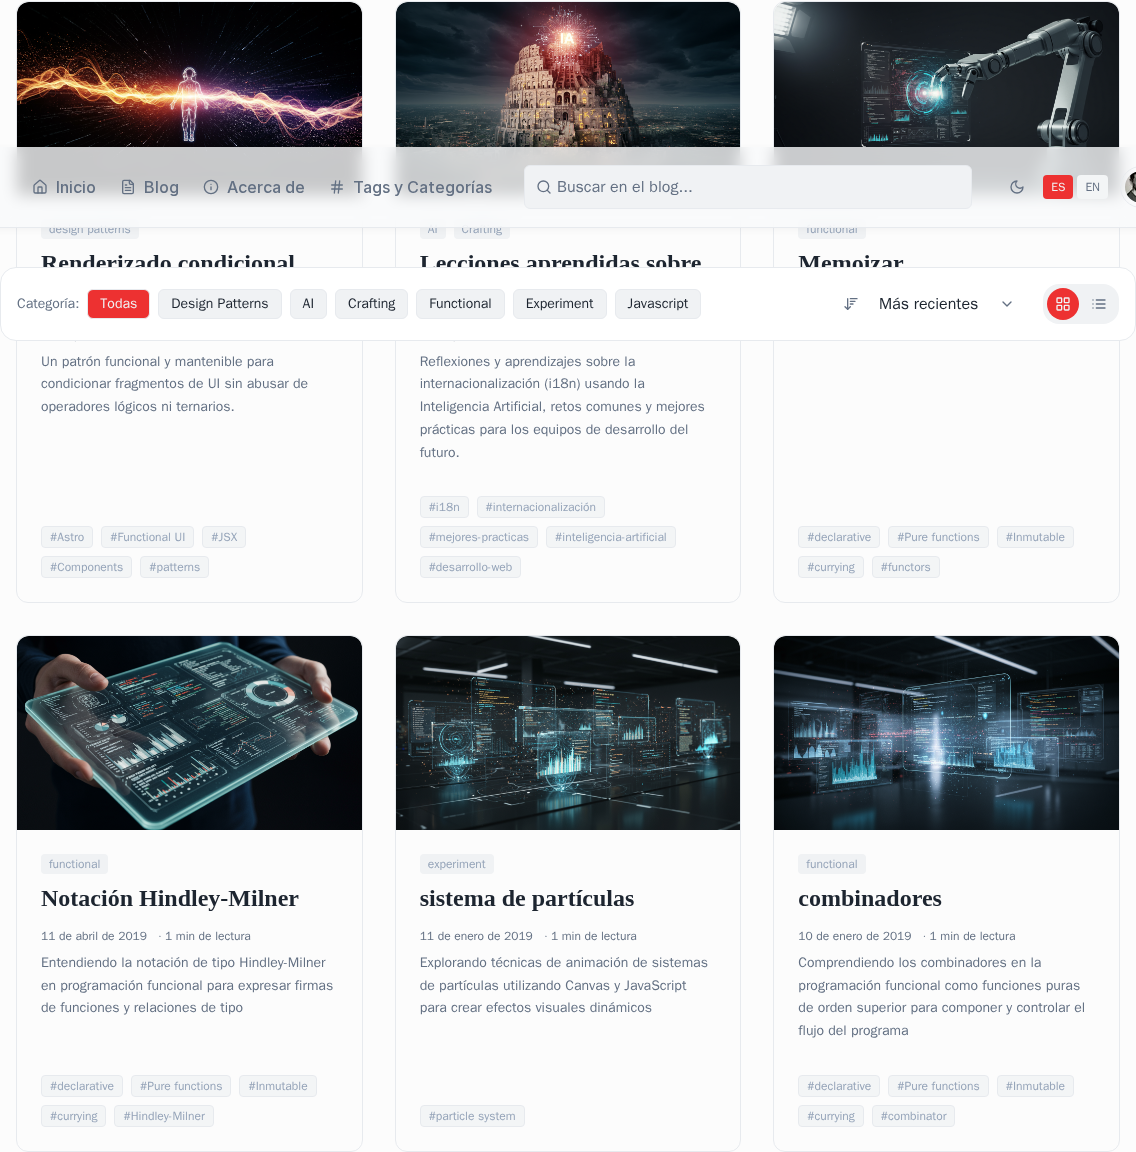 IA
Inicio
Blog
Acerca de
Tags y Categorías
Buscar en el blog...
ES
EN
design patterns
AI
Crafting
functional
Renderizado condicional
Lecciones aprendidas sobre
Memoizar
Categoría:
Todas
Design Patterns
AI
Crafting
Functional
Experiment
Javascript
Más recientes
Un patrón funcional y mantenible para
condicionar fragmentos de UI sin abusar de
operadores lógicos ni ternarios.
#Astro
#Functional UI
#JSX
#Components
#patterns
Reflexiones y aprendizajes sobre la
internacionalización (i18n) usando la
Inteligencia Artificial, retos comunes y mejores
prácticas para los equipos de desarrollo del
futuro.
#i18n
#internacionalización
#mejores-practicas
#inteligencia-artificial
#desarrollo-web
#declarative
#Pure functions
#Inmutable
#currying
#functors
functional
Notación Hindley-Milner
11 de abril de 2019 · 1 min de lectura
Entendiendo la notación de tipo Hindley-Milner
en programación funcional para expresar firmas
de funciones y relaciones de tipo
#declarative
#Pure functions
#Inmutable
#currying
#Hindley-Milner
experiment
sistema de partículas
11 de enero de 2019 · 1 min de lectura
Explorando técnicas de animación de sistemas
de partículas utilizando Canvas y JavaScript
para crear efectos visuales dinámicos
#particle system
functional
combinadores
10 de enero de 2019 · 1 min de lectura
Comprendiendo los combinadores en la
programación funcional como funciones puras
de orden superior para componer y controlar el
flujo del programa
#declarative
#Pure functions
#Inmutable
#currying
#combinator